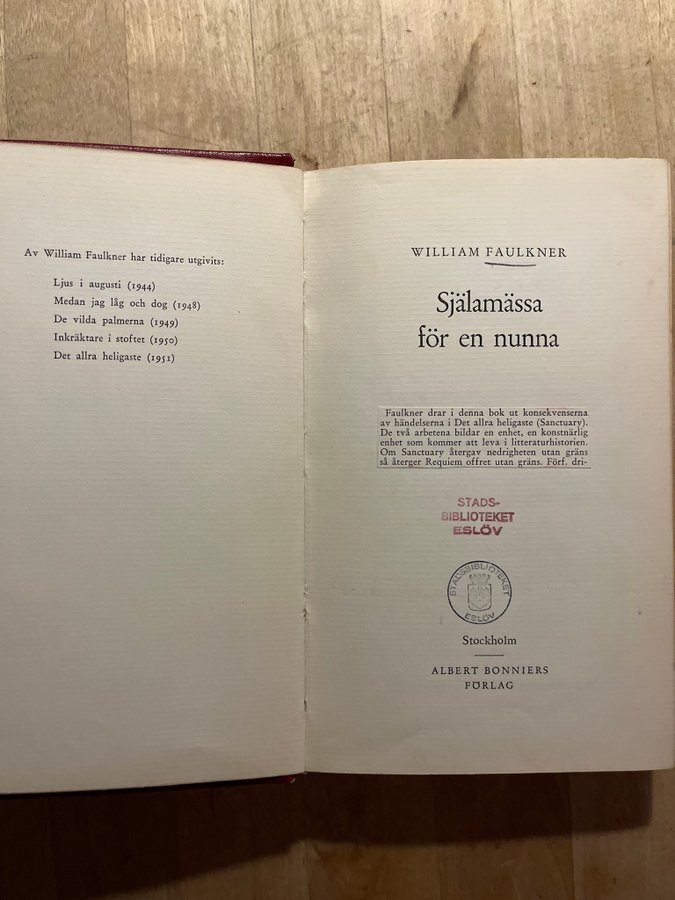 Av William Faulkner har tidigare utgivits:
Ljus i augusti (1944)
Medan jag låg och dog (1948)
De vilda palmerna (1949)
Inkräktare i stoftet (1950)
Det allra heligaste (1951)
WILLIAM FAULKNER
Själamässa
för en nunna
Faulkner drar i denna bok ut konsekvenserna
av händelserna i Det allra heligaste (Sanctuary).
De två arbetena bildar en enhet, en konstnärlig
enhet som kommer att leva i litteraturhistorien.
Om Sanctuary återgav nedrigheten utan gräns
så återger Requiem offret utan gräns. Förf. dri-
STADS-
BIBLIOTEKET
ESLÖV
STADSBIBLIOTEKET
ESLÖV
Stockholm
ALBERT BONNIERS
FÖRLAG